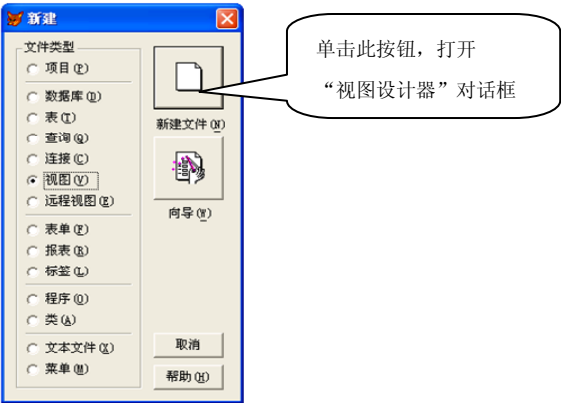 新建
文件类型
项目(P)
数据库(D)
表(T)
查询(Q)
连接(C)
视图(V)
远程视图(E)
表单(F)
报表(R)
标签(L)
程序(O)
类(A)
文本文件(X)
菜单(M)
新建文件(N)
向导(W)
取消
帮助(H)
单击此按钮，打开
“视图设计器”对话框